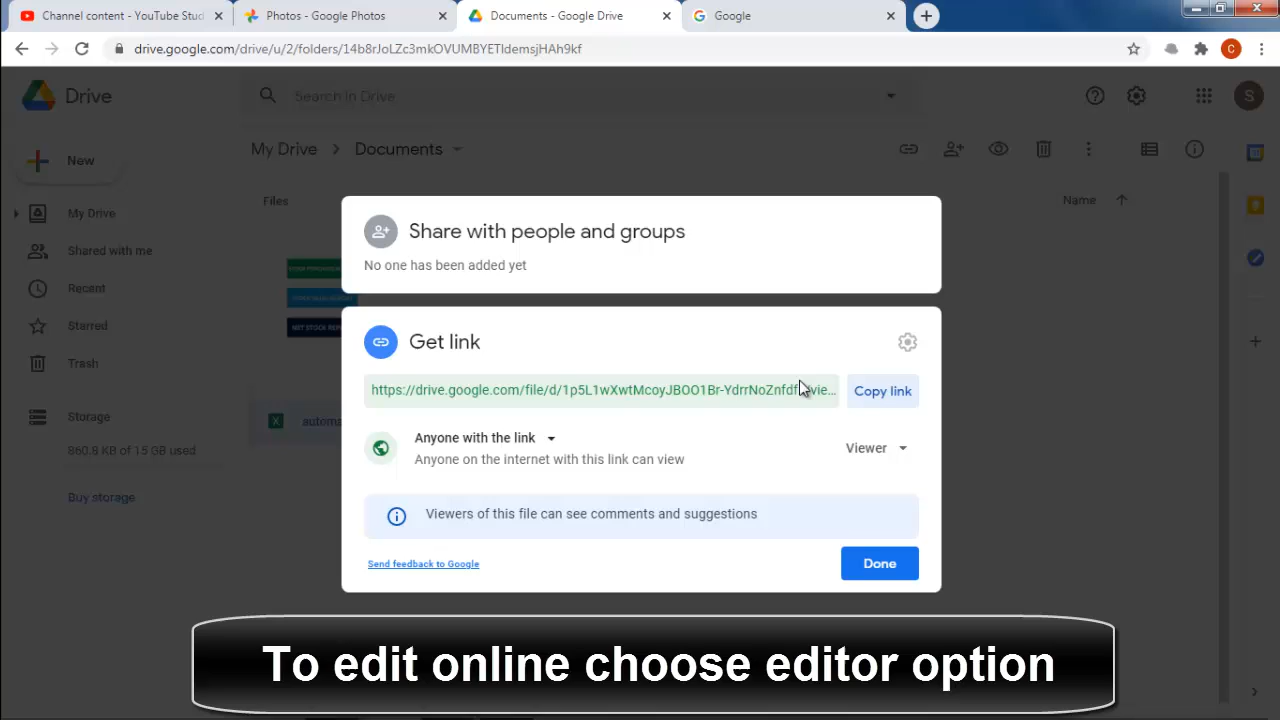 Channel content - YouTube Stud
Photos - Google Photos
Documents - Google Drive
Google
drive.google.com/drive/u/2/folders/14b8rJoLZc3mkOVUMBYETldemsjHAh9kf
C
Drive
Search in Drive
S
New
My Drive
Documents
Files
Name
My Drive
Shared with me
Recent
Starred
Trash
Storage
860.8 KB of 15 GB used
Buy storage
automa
Share with people and groups
No one has been added yet
Get link
https://drive.google.com/file/d/1p5L1wXwtMcoyJBOO1Br-YdrrNoZnfdf
vie...
Copy link
Anyone with the link
Anyone on the internet with this link can view
Viewer
Viewers of this file can see comments and suggestions
Send feedback to Google
Done
To edit online choose editor option